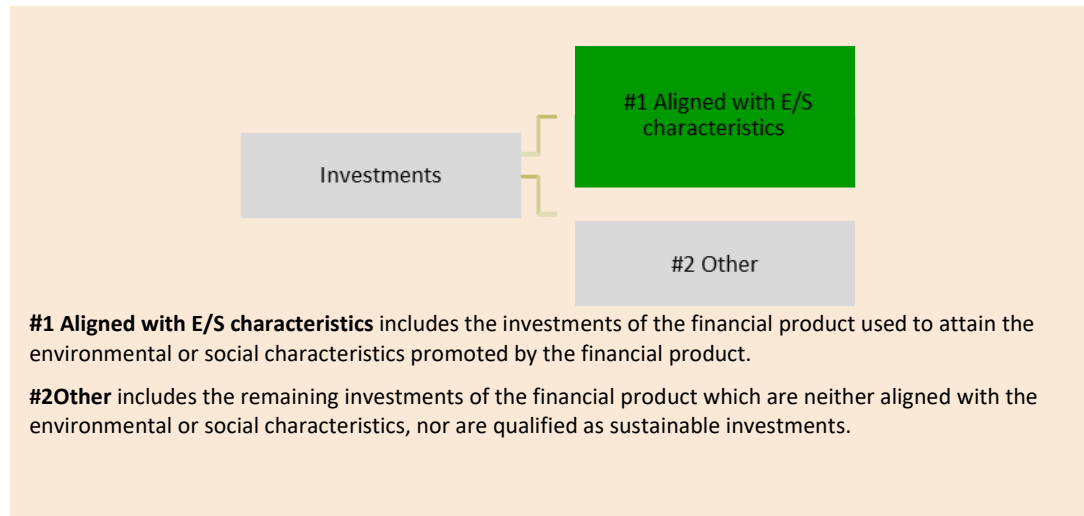 #1 Aligned with E/S
characteristics
Investments
#2 Other
#1 Aligned with E/S characteristics includes the investments of the financial product used to attain the
environmental or social characteristics promoted by the financial product.
#2Other includes the remaining investments of the financial product which are neither aligned with the
environmental or social characteristics, nor are qualified as sustainable investments.